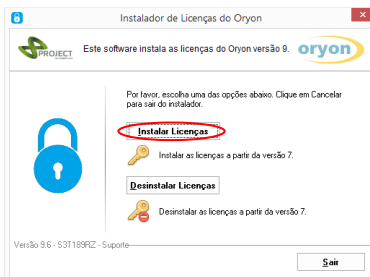 Instalador de Licenças do Oryon
SPROJECT
Este software instala as licenças do Oryon versão 9.
oryon
Por favor, escolha uma das opções abaixo. Clique em Cancelar
para sair do instalador.
Instalar Licenças
Instalar as licenças a partir da versão 7.
Desinstalar Licenças
Desinstalar as licenças a partir da versão 7.
Versão 9.6 - S3T189RZ - Suporte
Sair